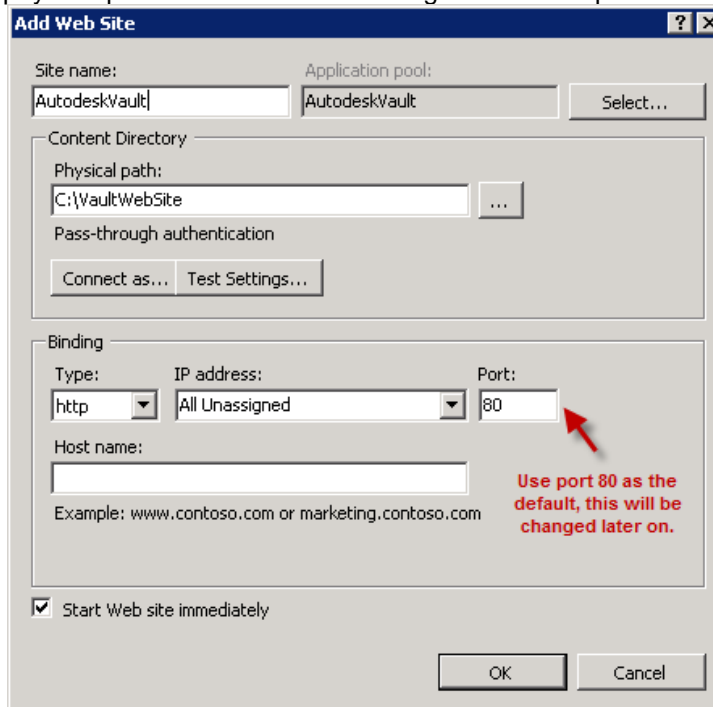 Add Web Site
Site name:
Application pool:
AutodeskVault
AutodeskVault
Select...
Content Directory
Physical path:
C:\VaultWebSite
...
Pass-through authentication
Connect as...
Test Settings...
Binding
Type:
IP address:
Port:
http
All Unassigned
80
Host name:
Use port 80 as the
default, this will be
changed later on.
Example: www.contoso.com or marketing.contoso.com
Start Web site immediately
OK
Cancel